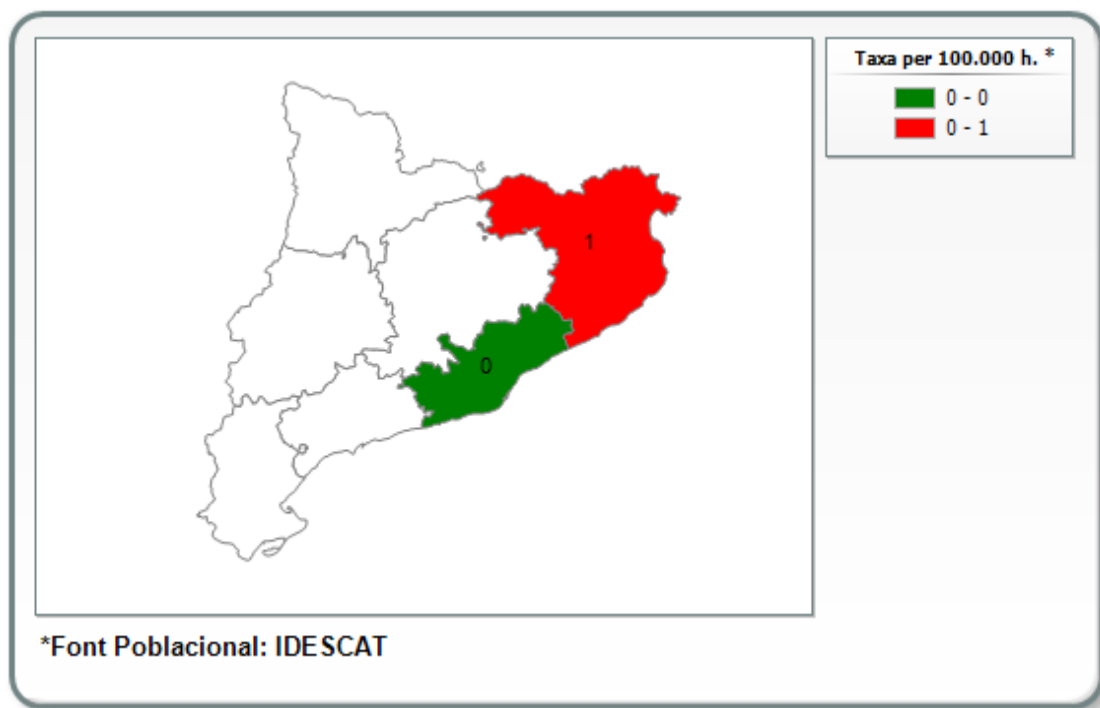 Taxa per 100.000 h. *
0 - 0
0 - 1
1
0
*Font Poblacional: IDESCAT